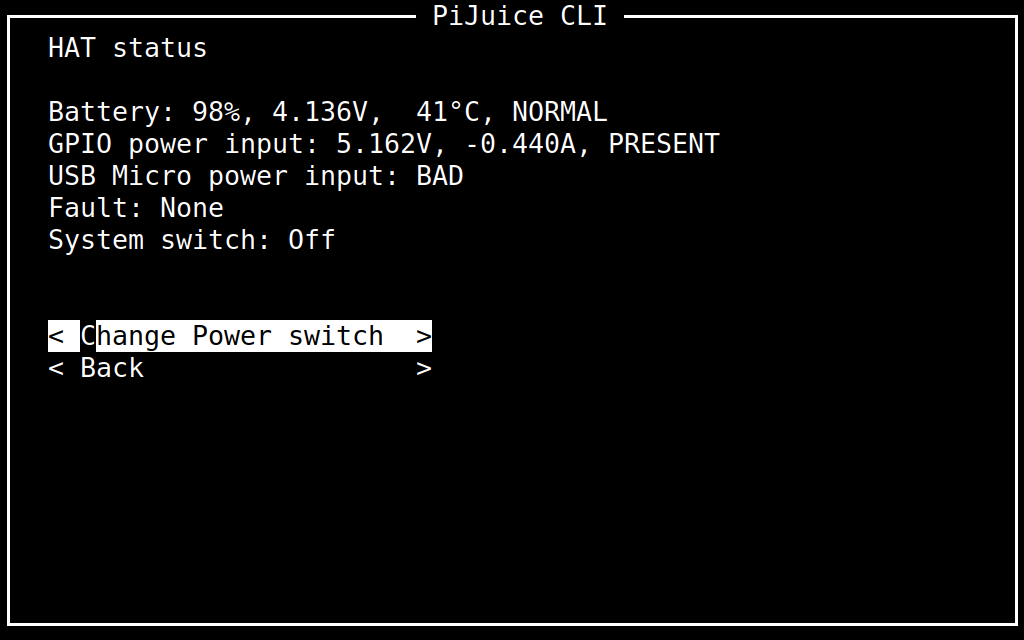 PiJuice CLI
HAT status
Battery: 98%, 4.136V,  41°C, NORMAL
GPIO power input: 5.162V, -0.440A, PRESENT
USB Micro power input: BAD
Fault: None
System switch: Off
< Change Power switch  >
< Back                 >